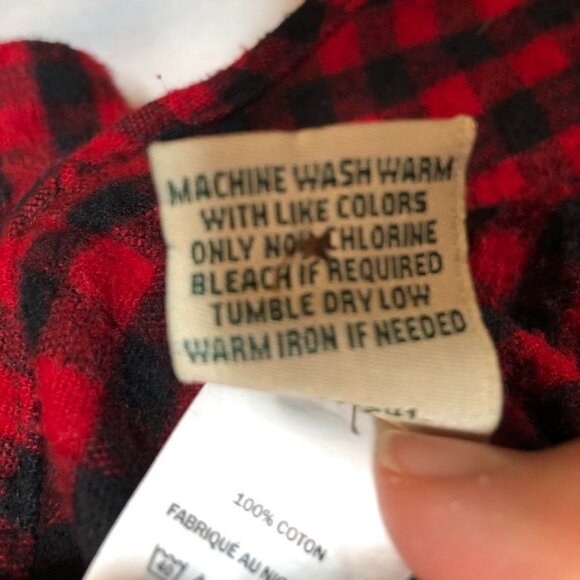 MACHINE WASH WARM
WITH LIKE COLORS
ONLY NON CHLORINE
BLEACH IF REQUIRED
TUMBLE DRY LOW
WARM IRON IF NEEDED
100% COTON
FABRIQUÉ AU